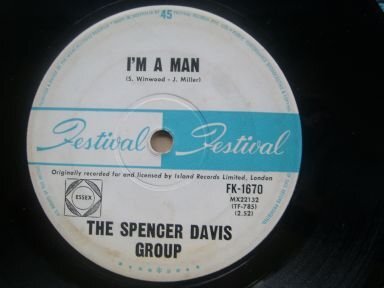 45
I'M A MAN
(S. Winwood - J. Miller)
Festival Festival
Originally recorded for and licensed by Island Records Limited, London
ESSEX
FK-1670
MX22132
(TF-785)
(2.52)
THE SPENCER DAVIS
GROUP